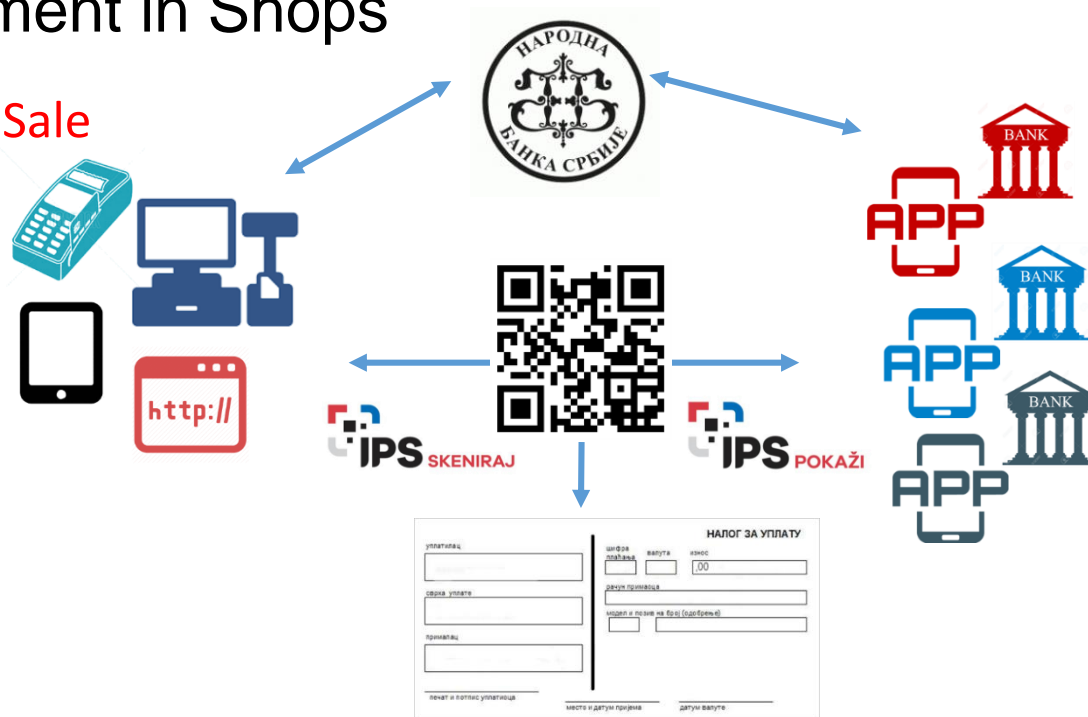 ment in Shops
Sale
НАРОДНА
БАНКА СРБИЈЕ
BANK
APP
BANK
APP
BANK
APP
http://
IPS SKENIRAJ
IPS POKAŽI
НАЛОГ ЗА УПЛАТУ
уплатилац
шифра
плаћања
валута
износ
,00
сврха уплате
рачун примаоца
модел и позив на број (одобрење)
прималац
печат и потпис уплатиоца
место и датум пријема
датум валуте